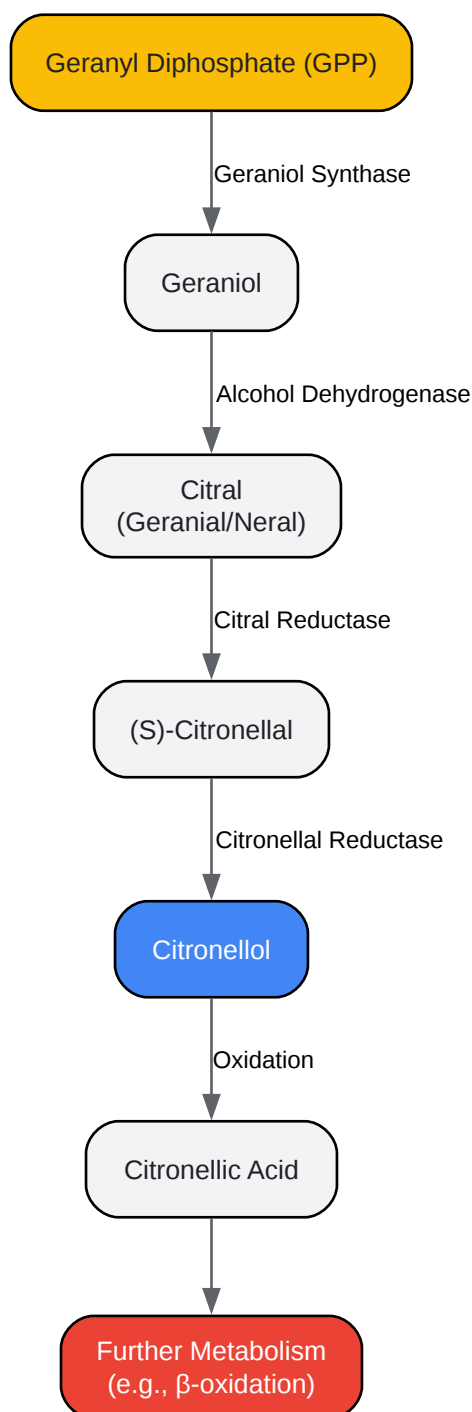 Geranyl Diphosphate (GPP)
Geraniol Synthase
Geraniol
Alcohol Dehydrogenase
Citral
(Geranial/Neral)
Citral Reductase
(S)-Citronellal
Citronellal Reductase
Citronellol
Oxidation
Citronellic Acid
Further Metabolism
(e.g., β-oxidation)